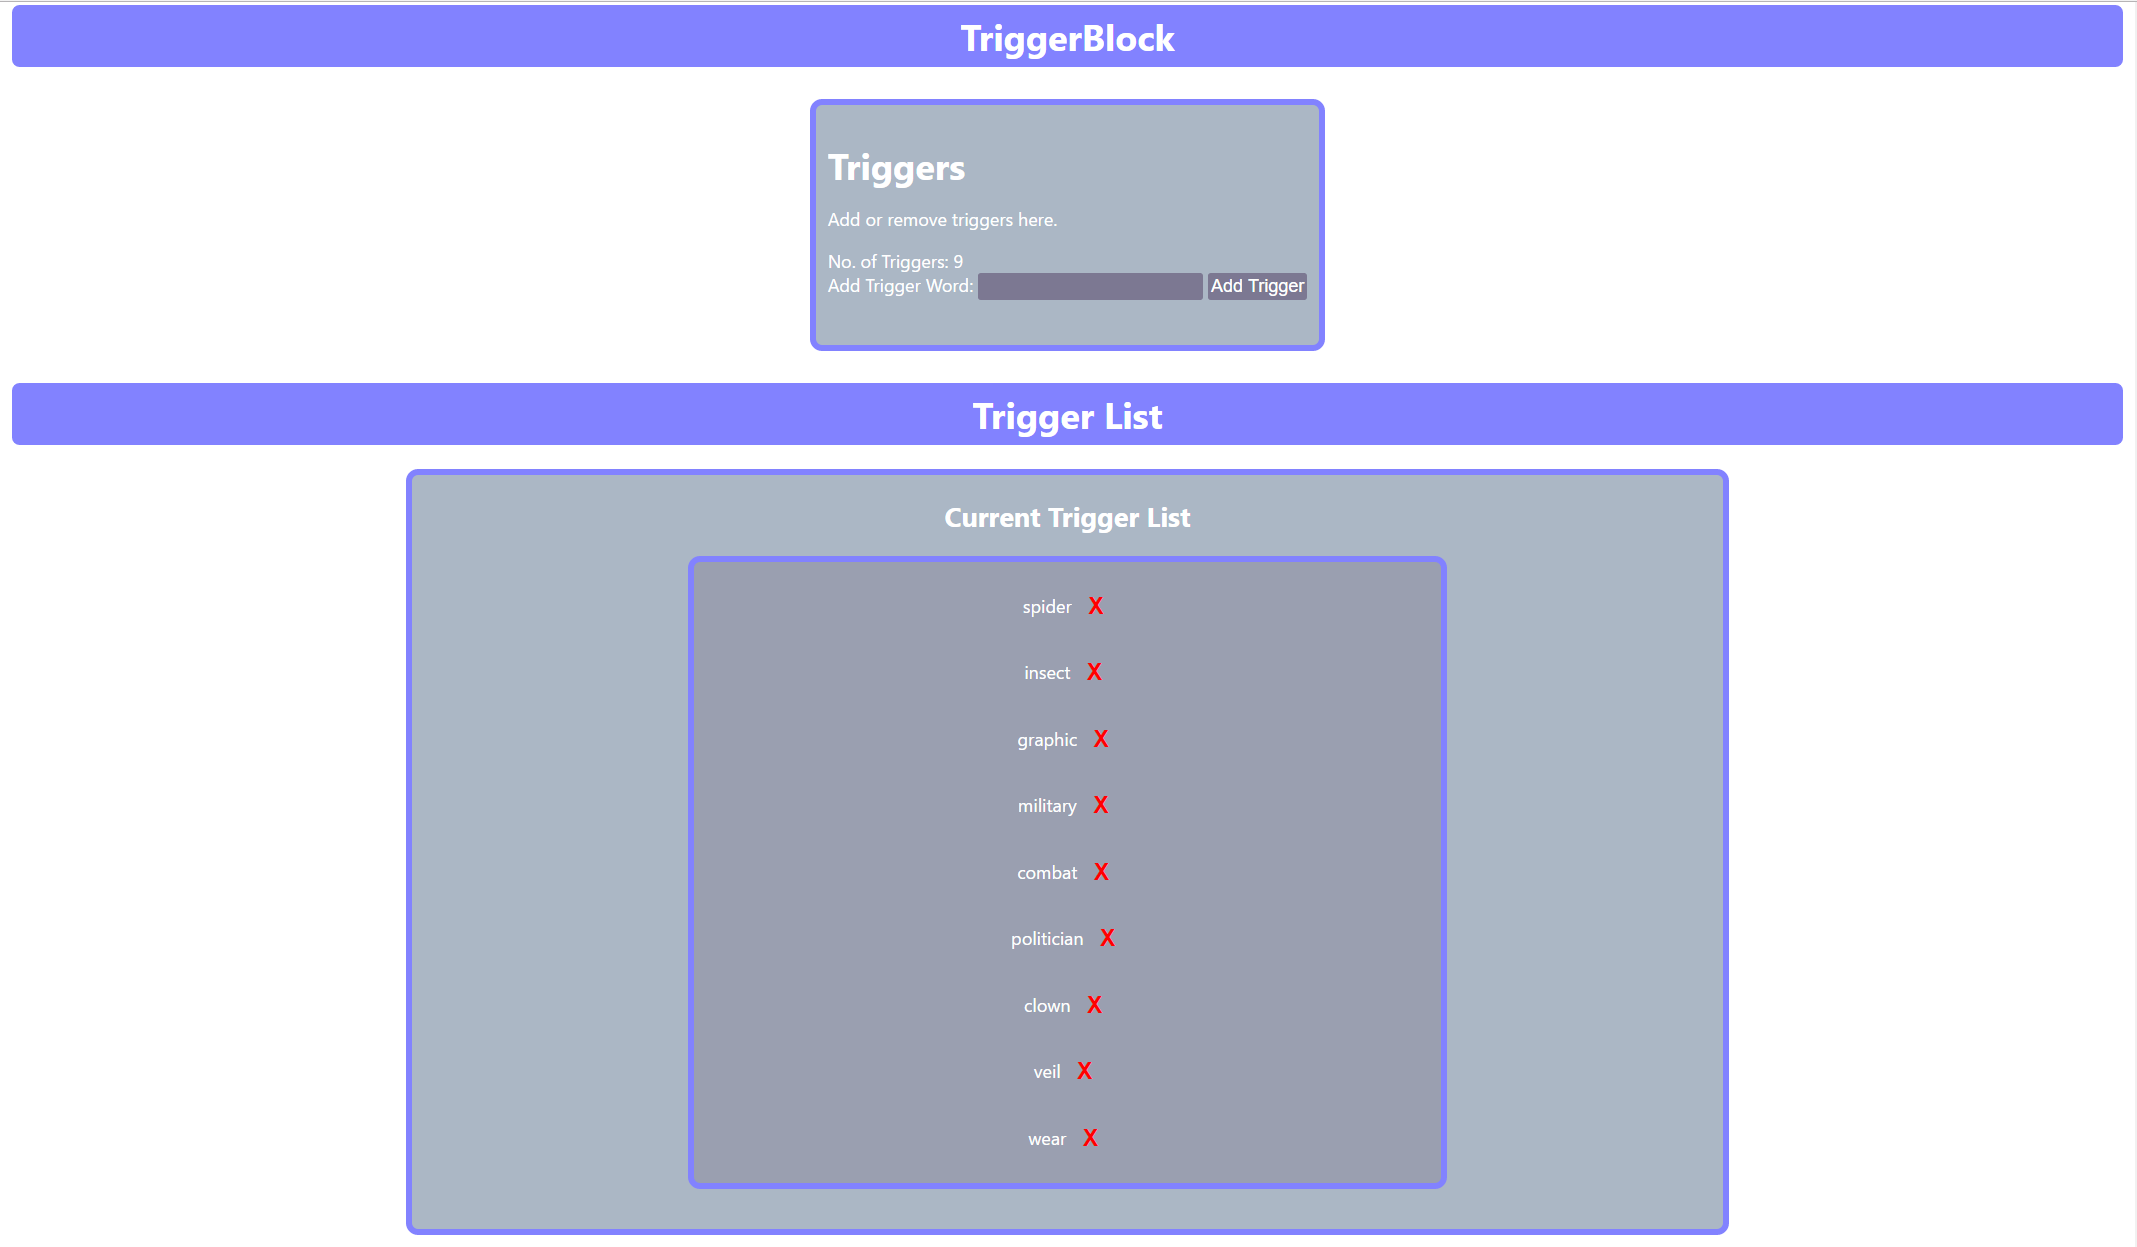 TriggerBlock
Triggers
Add or remove triggers here.
No. of Triggers: 9
Add Trigger Word: Add Trigger
Trigger List
Current Trigger List
spider X
insect X
graphic X
military X
combat X
politician X
clown X
veil X
wear X